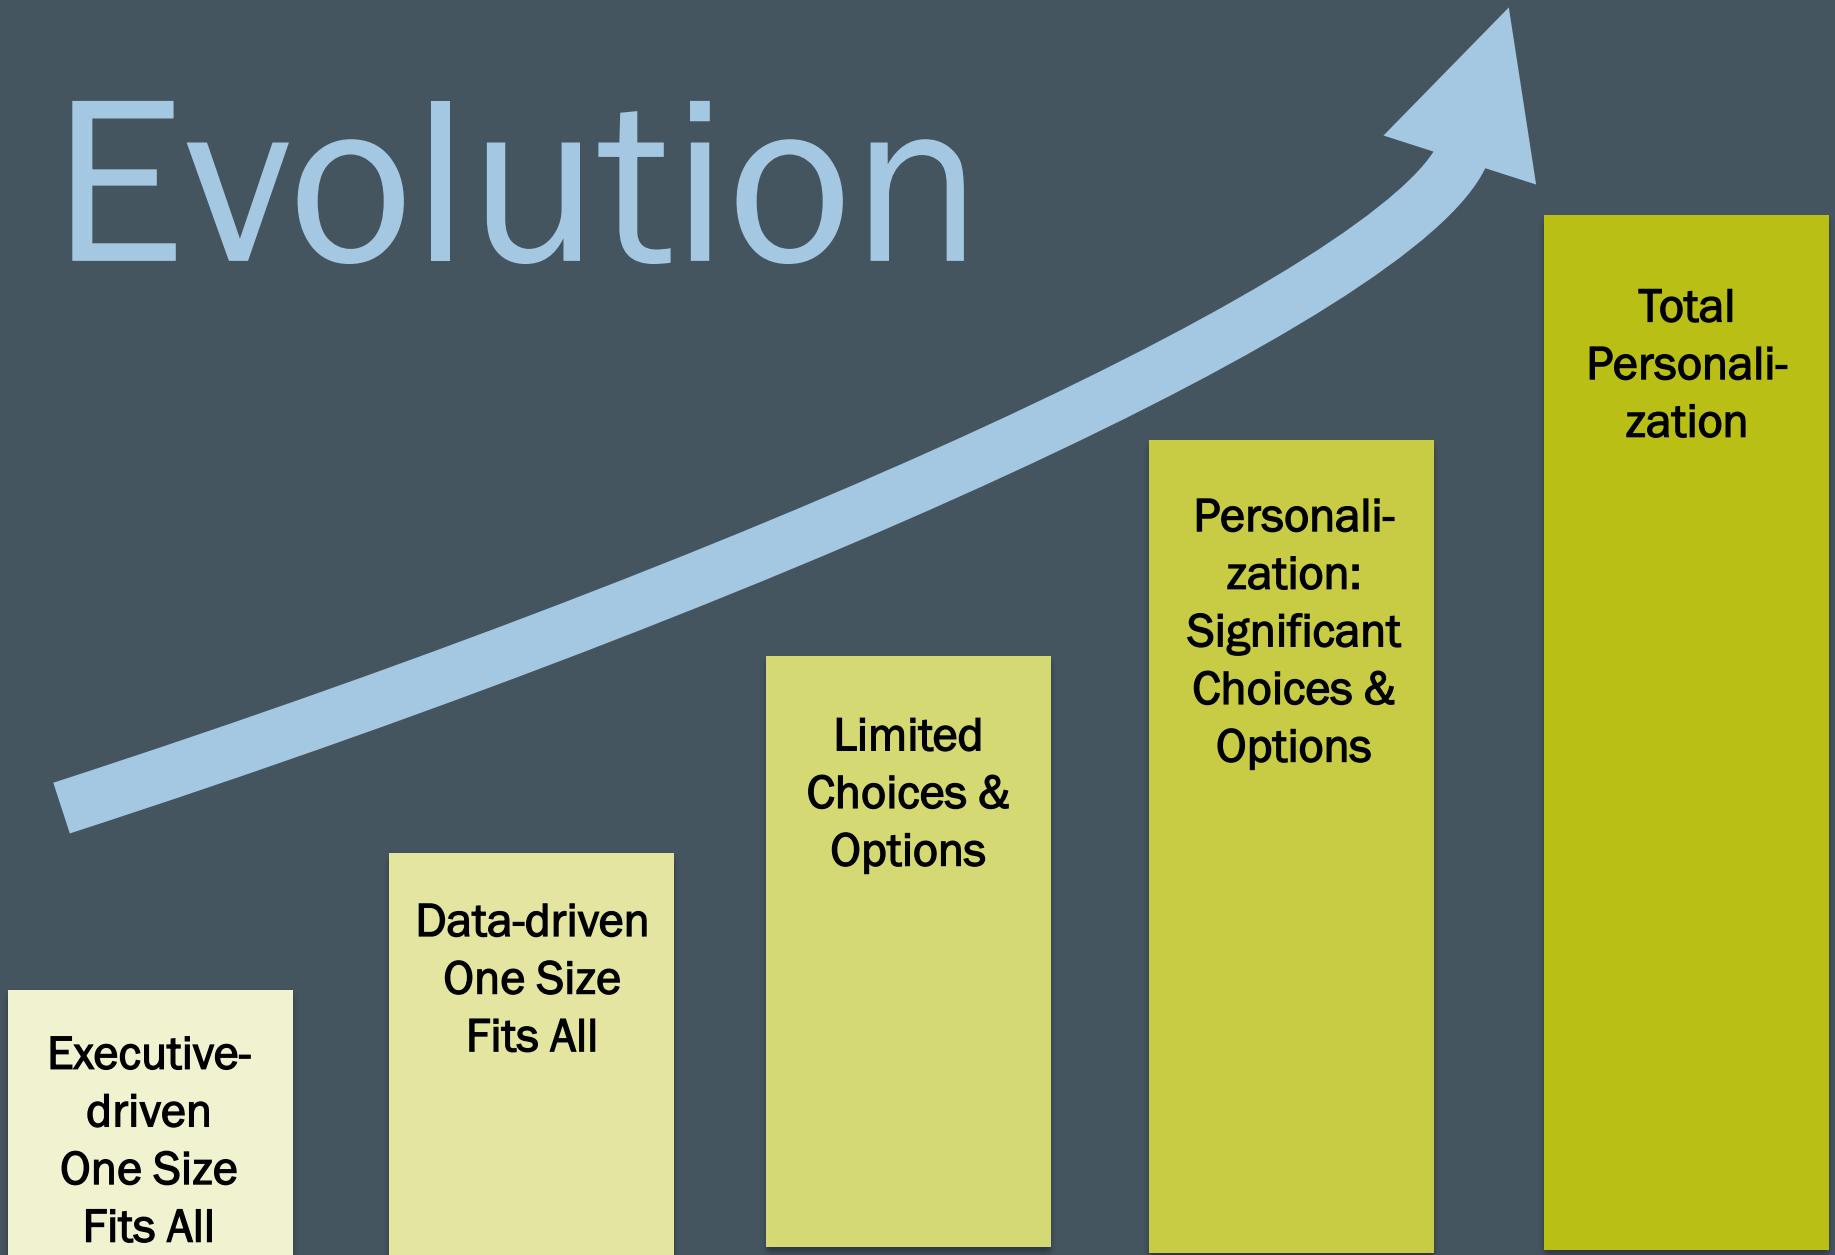 Evolution
Executive-
driven
One Size
Fits All
Data-driven
One Size
Fits All
Limited
Choices &
Options
Personali-
zation:
Significant
Choices &
Options
Total
Personali-
zation